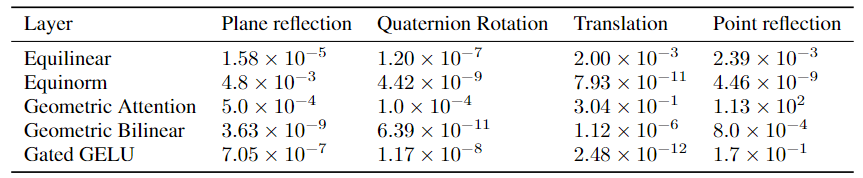 Layer Plane reflection Quaternion Rotation Translation Point reflection
Equilinear 1.58 × 10⁻⁵ 1.20 × 10⁻⁷ 2.00 × 10⁻³ 2.39 × 10⁻³
Equinorm 4.8 × 10⁻³ 4.42 × 10⁻⁹ 7.93 × 10⁻¹¹ 4.46 × 10⁻⁹
Geometric Attention 5.0 × 10⁻⁴ 1.0 × 10⁻⁴ 3.04 × 10⁻¹ 1.13 × 10²
Geometric Bilinear 3.63 × 10⁻⁹ 6.39 × 10⁻¹¹ 1.12 × 10⁻⁶ 8.0 × 10⁻⁴
Gated GELU 7.05 × 10⁻⁷ 1.17 × 10⁻⁸ 2.48 × 10⁻¹² 1.7 × 10⁻¹